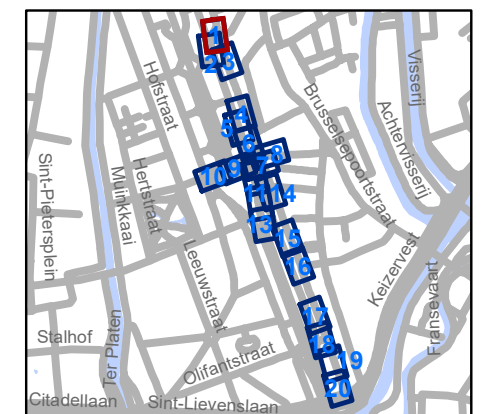 1
2
3
4
5
6
7
8
9
10
11
14
13
15
16
17
18
19
20
Hofstraat
Visserij
Achtervisserij
Brusselsepoortstraat
Sint-Pietersplein
Muinkkaai
Hertstraat
Leeuwstraat
Keizervest
Fransevaart
Stalhof
Ter Platen
Olifantstraat
Citadellaan
Sint-Lievenslaan